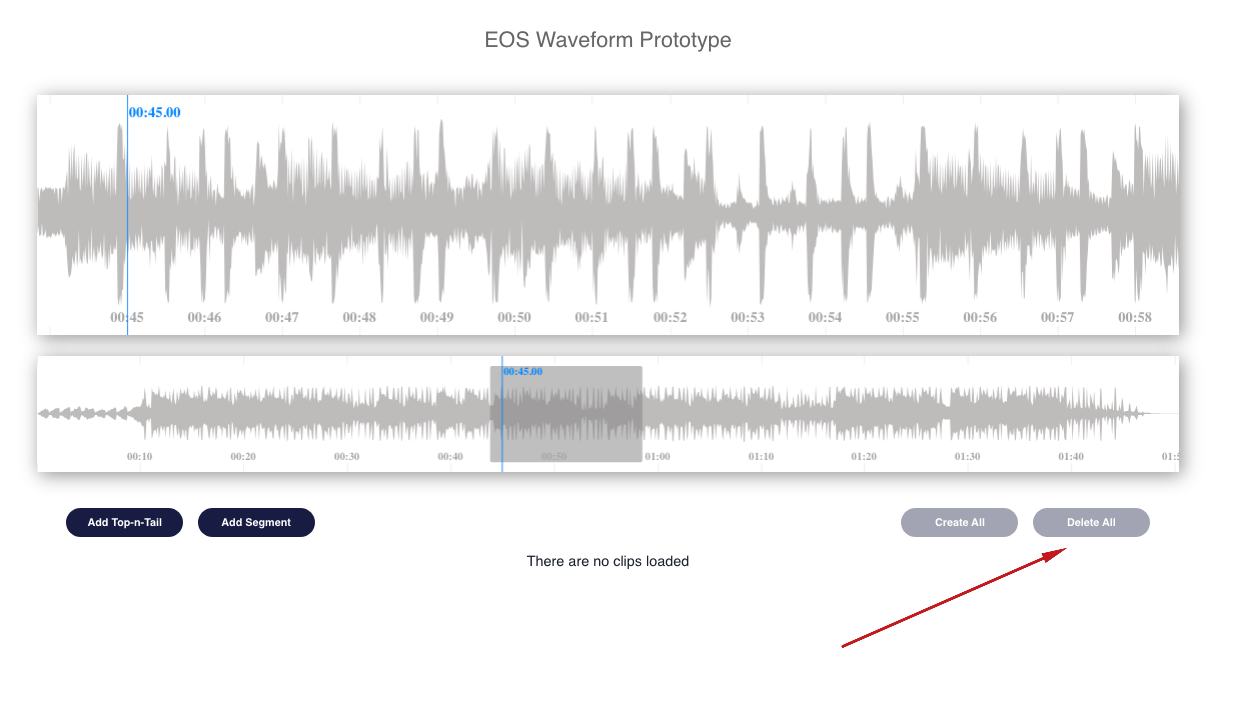 EOS Waveform Prototype
00:45.00
00:45 00:46 00:47 00:48 00:49 00:50 00:51 00:52 00:53 00:54 00:55 00:56 00:57 00:58
00:45.00
00:10 00:20 00:30 00:40 00:50 01:00 01:10 01:20 01:30 01:40
Add Top-n-Tail Add Segment Create All Delete All
There are no clips loaded